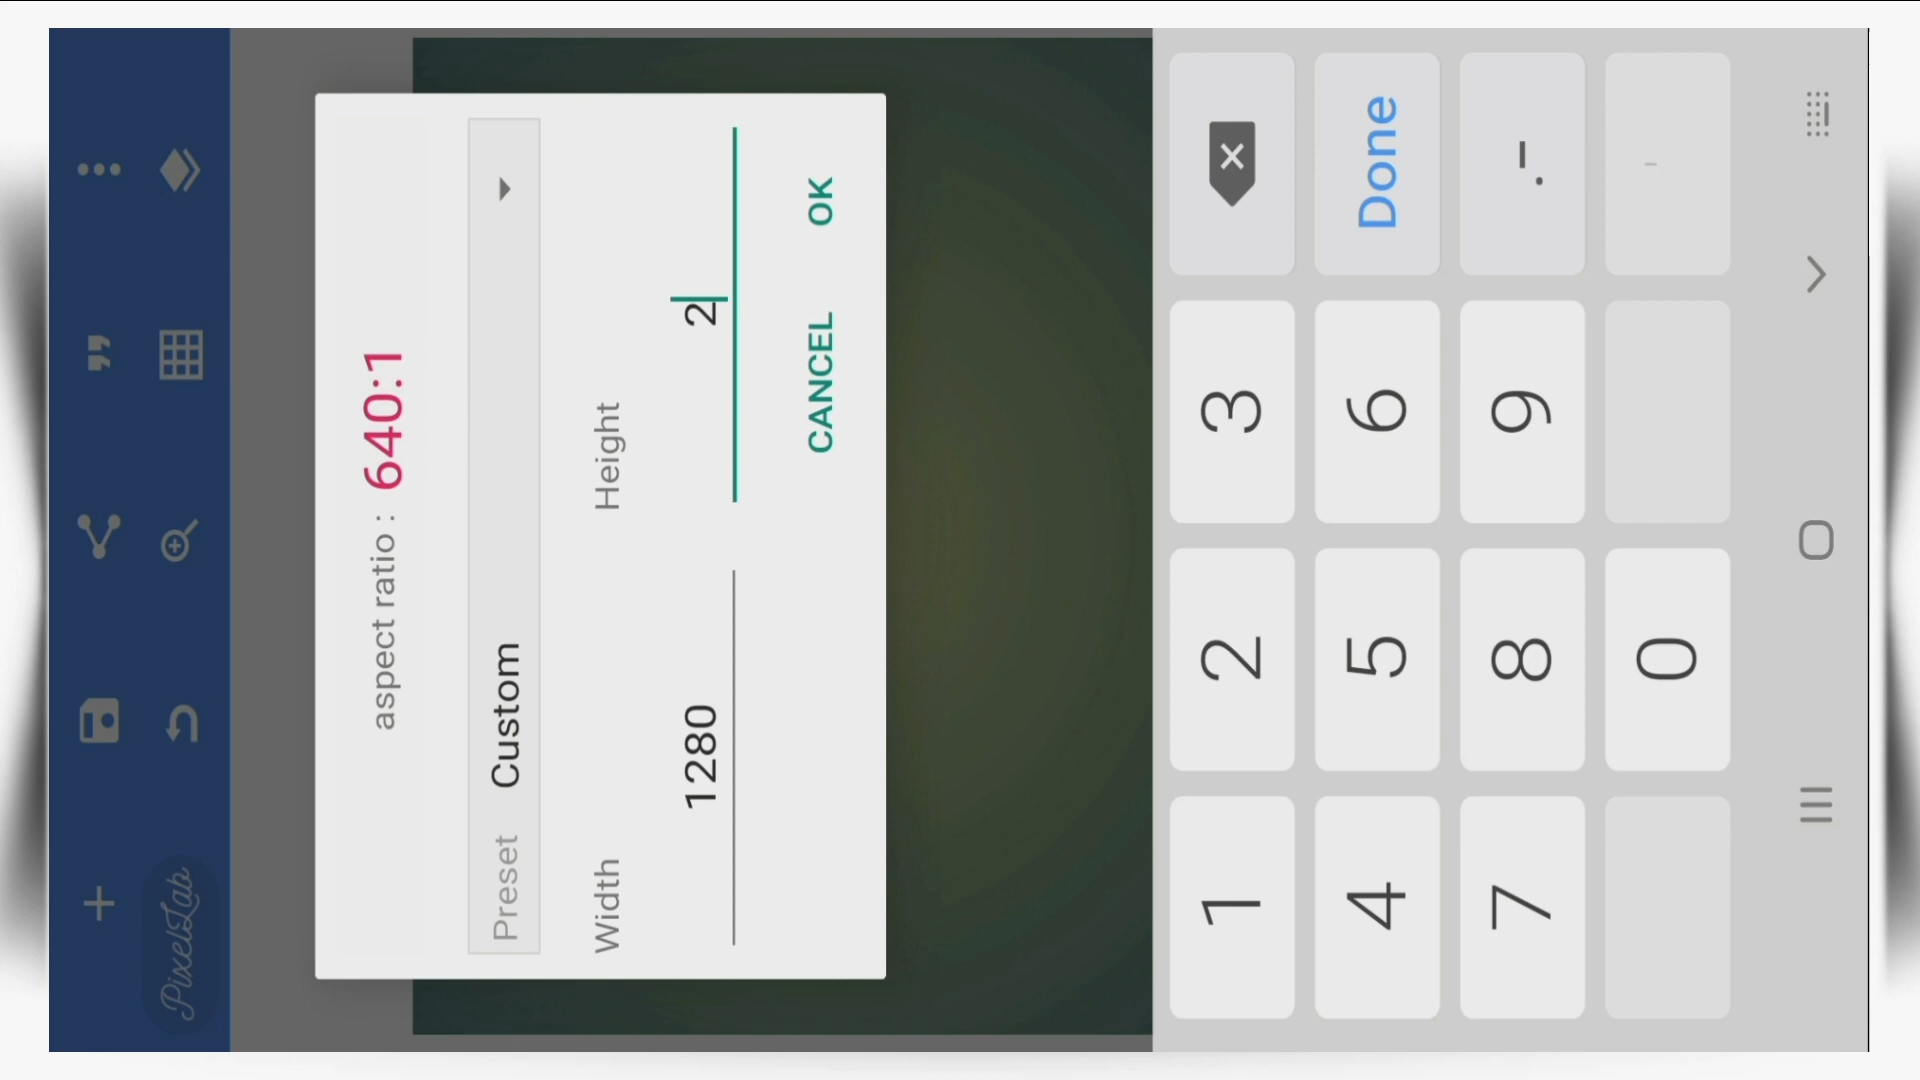 PixelLab
aspect ratio : 640:1
Preset Custom
Width Height
1280 2
CANCEL OK
1 2 3
4 5 6 Done
7 8 9 .-
0 ,